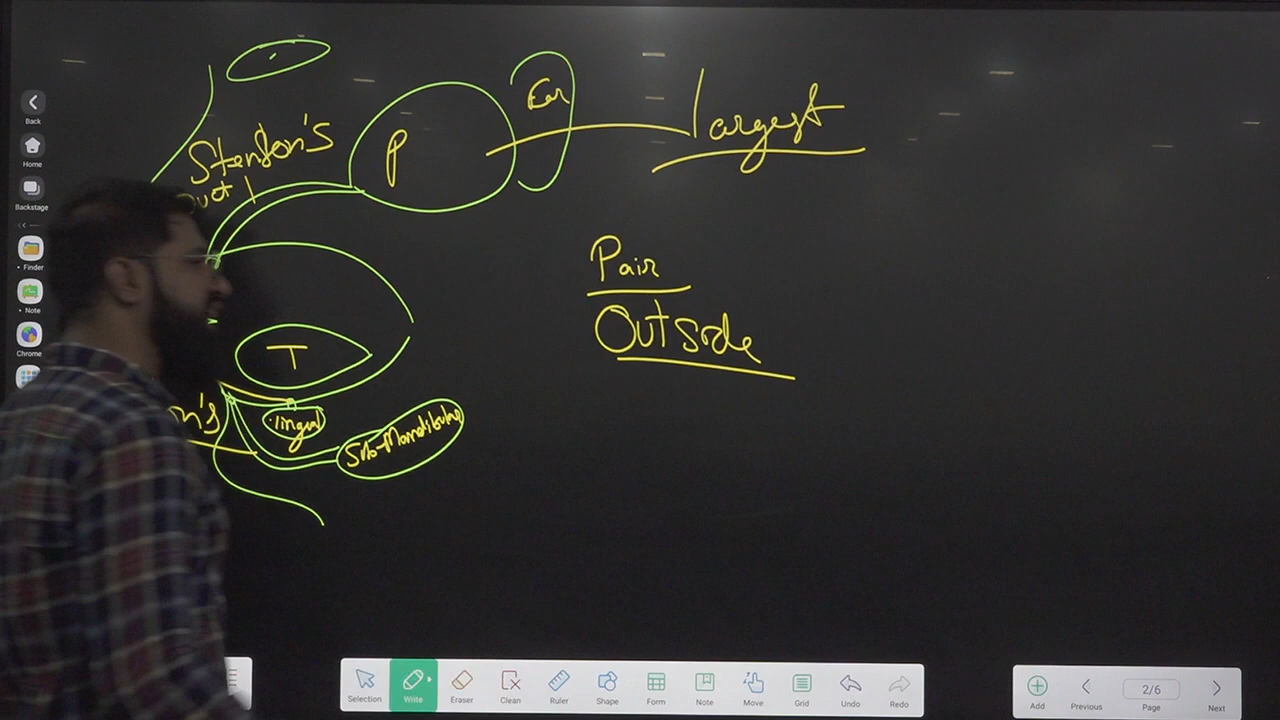 Ear
largest
Stenson's
Duct
P
Pair
Outside
T
n's
lingual
Sub-Mandibular
Back
Home
Backstage
Finder
Note
Chrome
Selection
Write
Eraser
Clean
Ruler
Shape
Form
Note
Move
Grid
Undo
Redo
Add
Previous
2/6
Page
Next